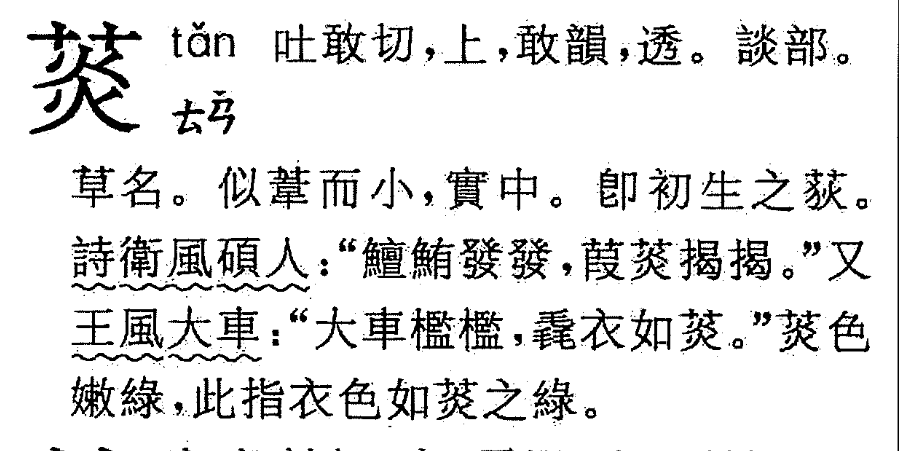 菼 tǎn 吐敢切，上，敢韻，透。談部。
ㄊㄢˇ
草名。似葦而小，實中。卽初生之荻。
詩衛風碩人：“鱣鮪發發，葭菼揭揭。”又
王風大車：“大車檻檻，毳衣如菼。”菼色
嫩綠，此指衣色如菼之綠。